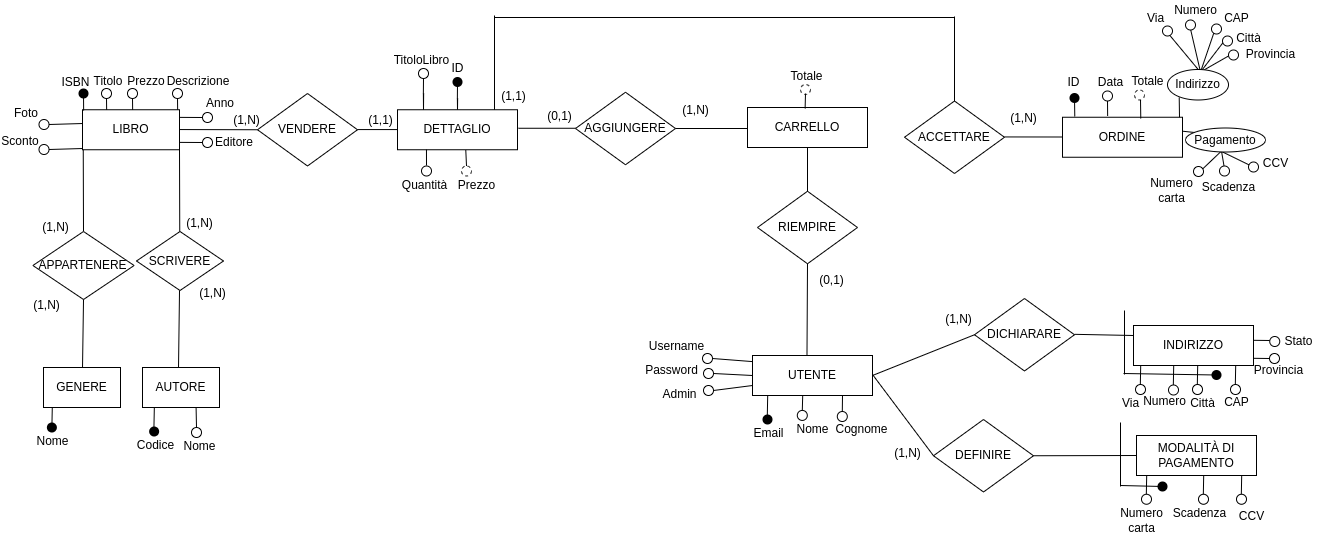 Via
Numero
CAP
Città
Provincia
Indirizzo
ISBN
Titolo
Prezzo
Descrizione
Foto
Anno
Sconto
LIBRO
Editore
(1,N)
VENDERE
(1,1)
TitoloLibro
ID
(1,1)
DETTAGLIO
Quantità
Prezzo
(0,1)
AGGIUNGERE
(1,N)
Totale
CARRELLO
ACCETTARE
(1,N)
ID
Data
Totale
ORDINE
Pagamento
CCV
Numero
carta
Scadenza
(1,N)
(1,N)
APPARTENERE
SCRIVERE
(1,N)
(1,N)
GENERE
AUTORE
Nome
Codice
Nome
RIEMPIRE
(0,1)
Username
Password
Admin
UTENTE
Email
Nome
Cognome
(1,N)
DICHIARARE
INDIRIZZO
Stato
Provincia
Via
Numero
Città
CAP
(1,N)
DEFINIRE
MODALITÀ DI
PAGAMENTO
Numero
carta
Scadenza
CCV